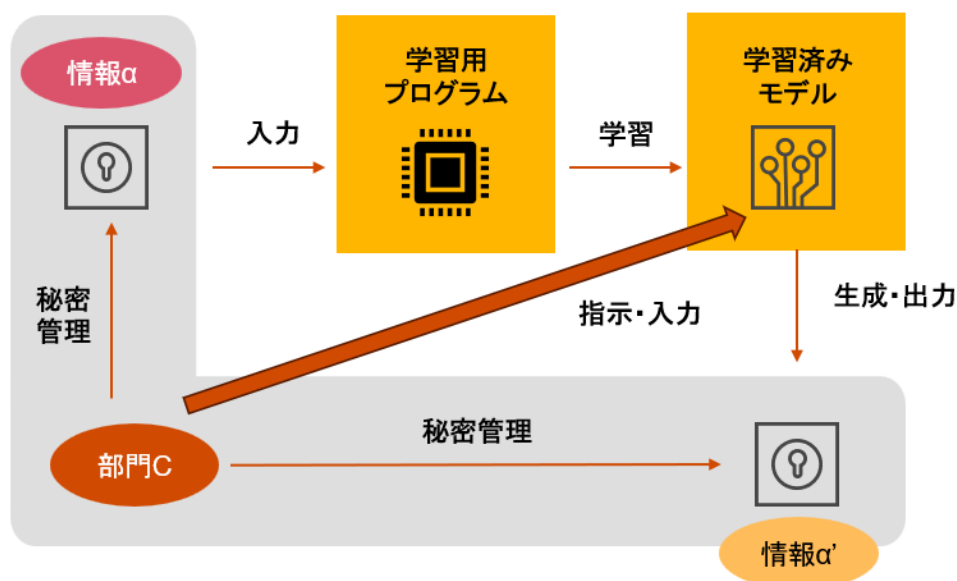 情報α
学習用
プログラム
学習済み
モデル
入力
学習
秘密
管理
指示・入力
生成・出力
秘密管理
部門C
情報α’